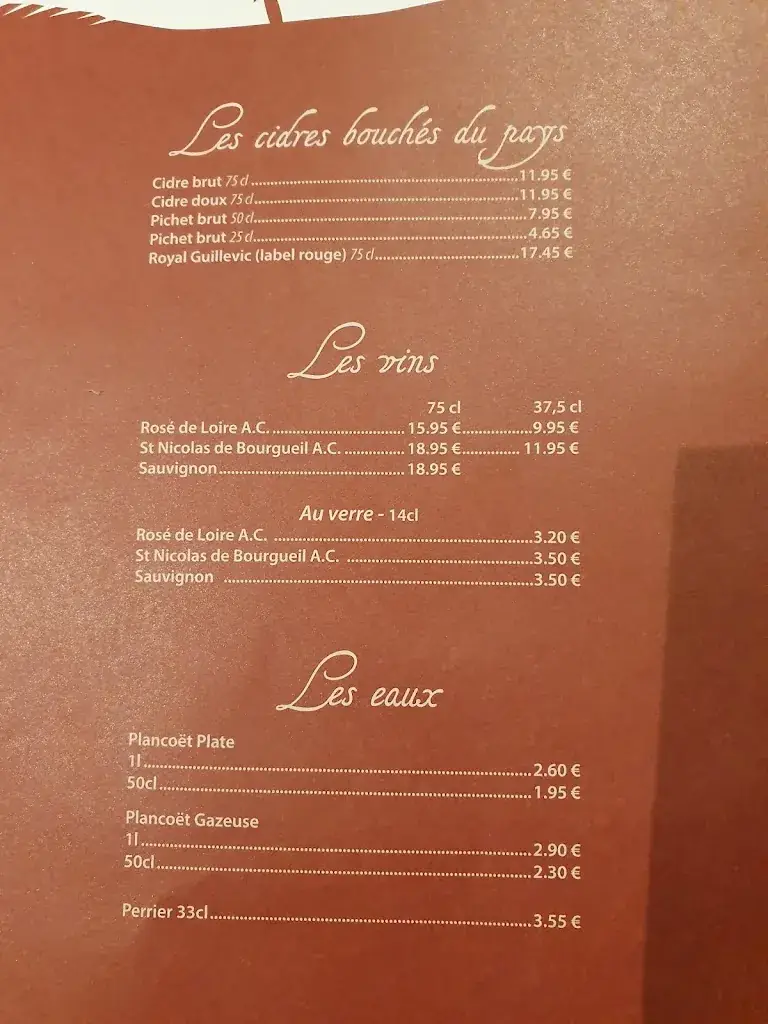 Les cidres bouchés du pays
Cidre brut 75 cl 11.95 €
Cidre doux 75 cl 11.95 €
Pichet brut 50 cl 7.95 €
Pichet brut 25 cl 4.65 €
Royal Guillevic (label rouge) 75 cl 17.45 €
Les vins
75 cl 37,5 cl
Rosé de Loire A.C. 15.95 € 9.95 €
St Nicolas de Bourgueil A.C. 18.95 € 11.95 €
Sauvignon 18.95 €
Au verre - 14cl
Rosé de Loire A.C. 3.20 €
St Nicolas de Bourgueil A.C. 3.50 €
Sauvignon 3.50 €
Les eaux
Plancoët Plate
1l 2.60 €
50cl 1.95 €
Plancoët Gazeuse
1l 2.90 €
50cl 2.30 €
Perrier 33cl 3.55 €